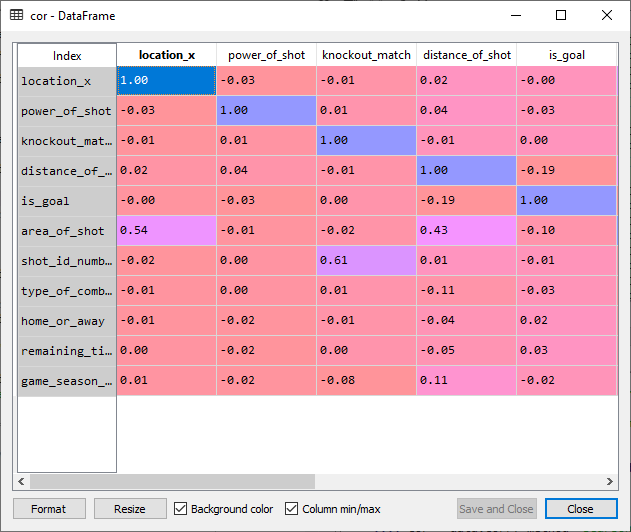 cor - DataFrame
Index location_x power_of_shot knockout_match distance_of_shot is_goal
location_x 1.00 -0.03 -0.01 0.02 -0.00
power_of_shot -0.03 1.00 0.01 0.04 -0.03
knockout_mat... -0.01 0.01 1.00 -0.01 0.00
distance_of_... 0.02 0.04 -0.01 1.00 -0.19
is_goal -0.00 -0.03 0.00 -0.19 1.00
area_of_shot 0.54 -0.01 -0.02 0.43 -0.10
shot_id_numb... -0.02 0.00 0.61 0.01 -0.01
type_of_comb... -0.01 0.00 0.01 -0.11 -0.03
home_or_away -0.01 -0.02 -0.01 -0.04 0.02
remaining_ti... 0.00 -0.02 0.00 -0.05 0.03
game_season_... 0.01 -0.02 -0.08 0.11 -0.02
Format Resize Background color Column min/max Save and Close Close